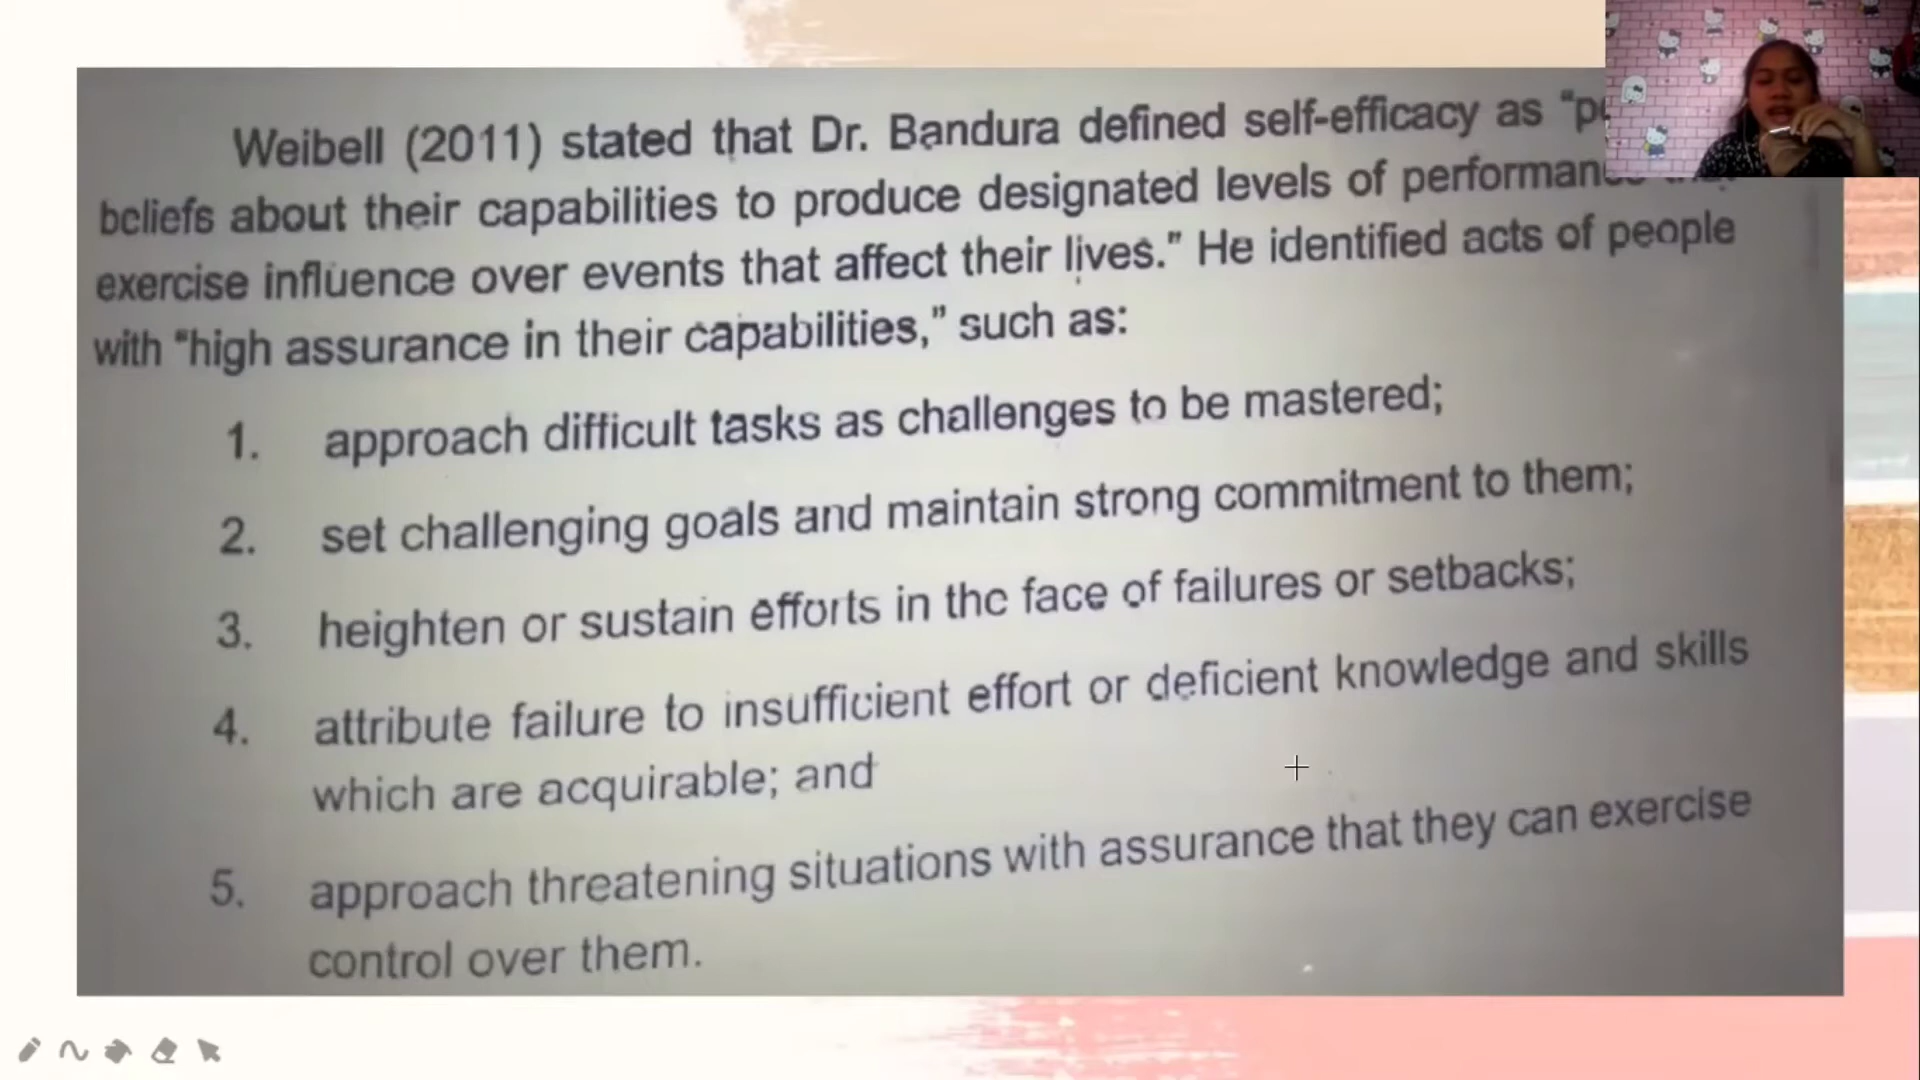 Weibell (2011) stated that Dr. Bandura defined self-efficacy as
beliefs about their capabilities to produce designated levels of
exercise influence over events that affect their lives.” He identified acts of people
with “high assurance in their capabilities,” such as:
1. approach difficult tasks as challenges to be mastered;
2. set challenging goals and maintain strong commitment to them;
3. heighten or sustain efforts in the face of failures or setbacks;
4. attribute failure to insufficient effort or deficient knowledge and skills
which are acquirable; and
5. approach threatening situations with assurance that they can exercise
control over them.